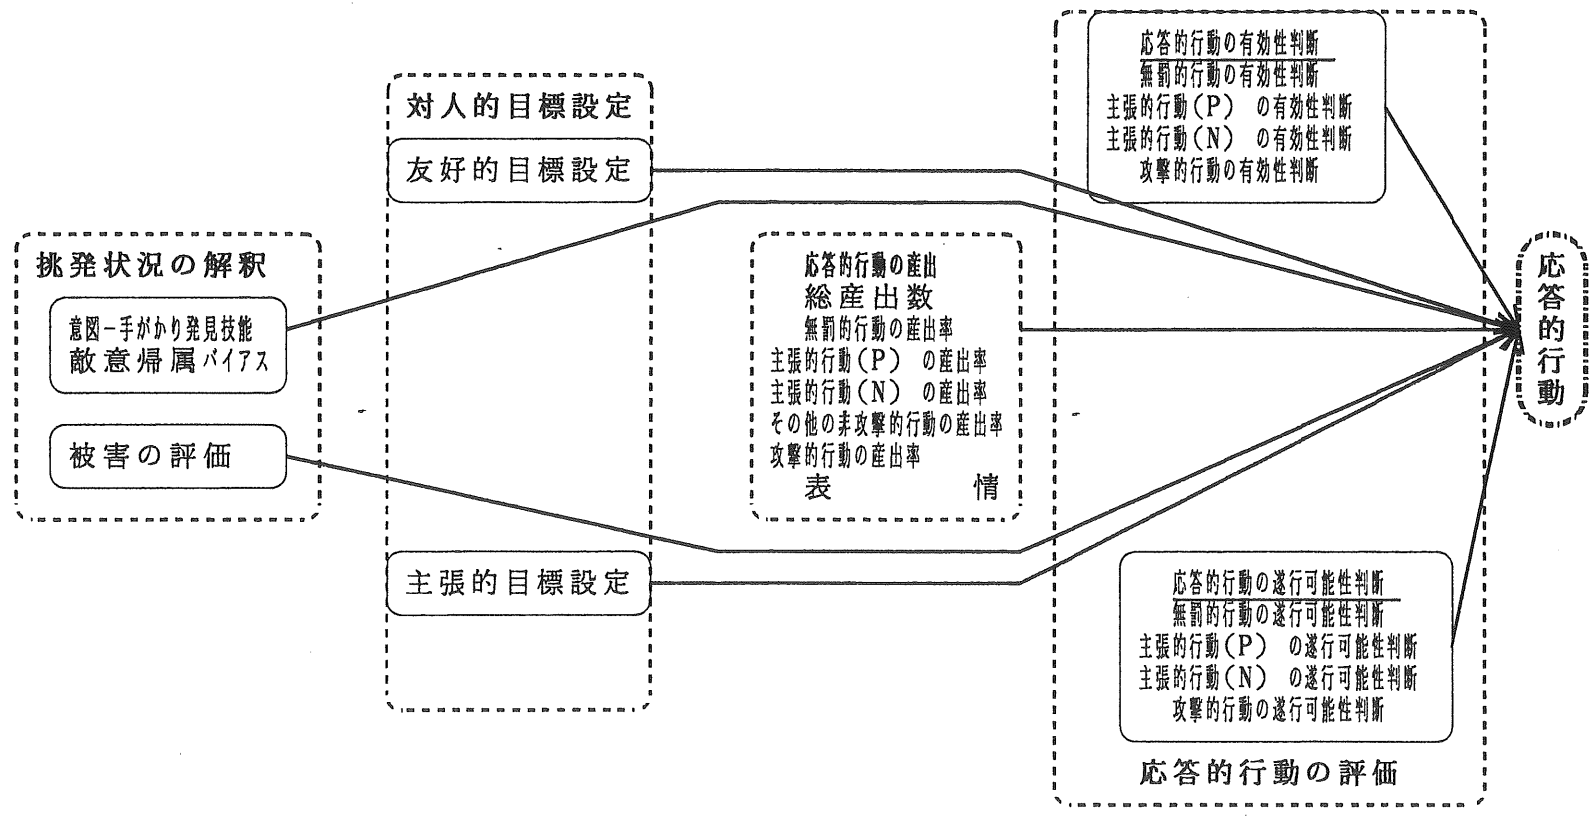 挑発状況の解釈
意図ー手がかり発見技能
敵意帰属バイアス
被害の評価
対人的目標設定
友好的目標設定
主張的目標設定
応答的行動の産出
総産出数
無罰的行動の産出率
主張的行動(P) の産出率
主張的行動(N) の産出率
その他の非攻撃的行動の産出率
攻撃的行動の産出率
表 情
応答的行動の有効性判断
無罰的行動の有効性判断
主張的行動(P) の有効性判断
主張的行動(N) の有効性判断
攻撃的行動の有効性判断
応答的行動の遂行可能性判断
無罰的行動の遂行可能性判断
主張的行動(P) の遂行可能性判断
主張的行動(N) の遂行可能性判断
攻撃的行動の遂行可能性判断
応答的行動の評価
応答的行動